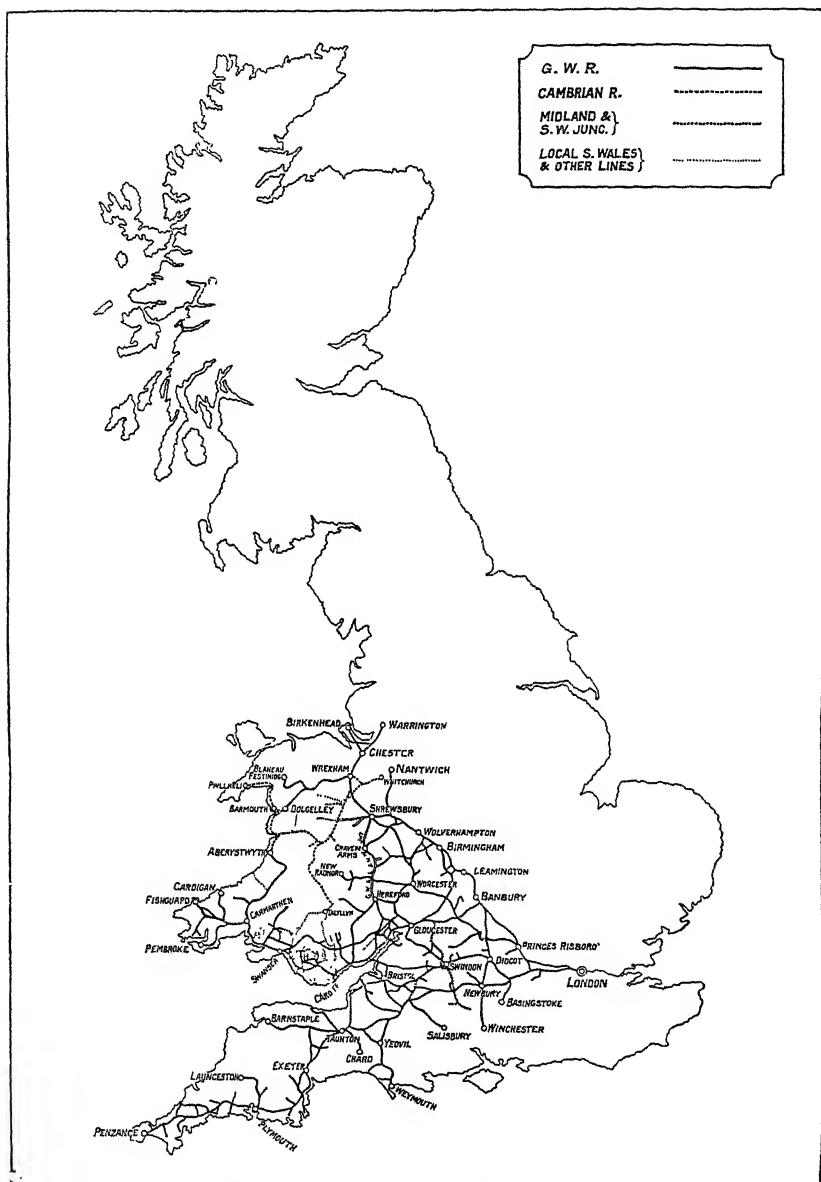 G. W. R.
CAMBRIAN R.
MIDLAND &
S. W. JUNC.
LOCAL S. WALES
& OTHER LINES
BIRKENHEAD
WARRINGTON
CHESTER
NANTWICH
WREXHAM
WHITCHURCH
BLAENAU
FESTINIOG
PWLLHELI
BARMOUTH
DOLGELLEY
SHREWSBURY
WOLVERHAMPTON
BIRMINGHAM
CRAVEN
ARMS
ABERYSTWYTH
LEAMINGTON
NEW
RADNOR
WORCESTER
BANBURY
CARDIGAN
HEREFORD
FISHGUARD
CARMARTHEN
TALYLLYN
GLOUCESTER
PRINCES RISBORO'
PEMBROKE
SWANSEA
CARDIFF
BRISTOL
SWINDON
DIDCOT
LONDON
NEWBURY
BASINGSTOKE
BARNSTAPLE
TAUNTON
YEOVIL
SALISBURY
WINCHESTER
CHARD
EXETER
LAUNCESTON
WEYMOUTH
PENZANCE
PLYMOUTH